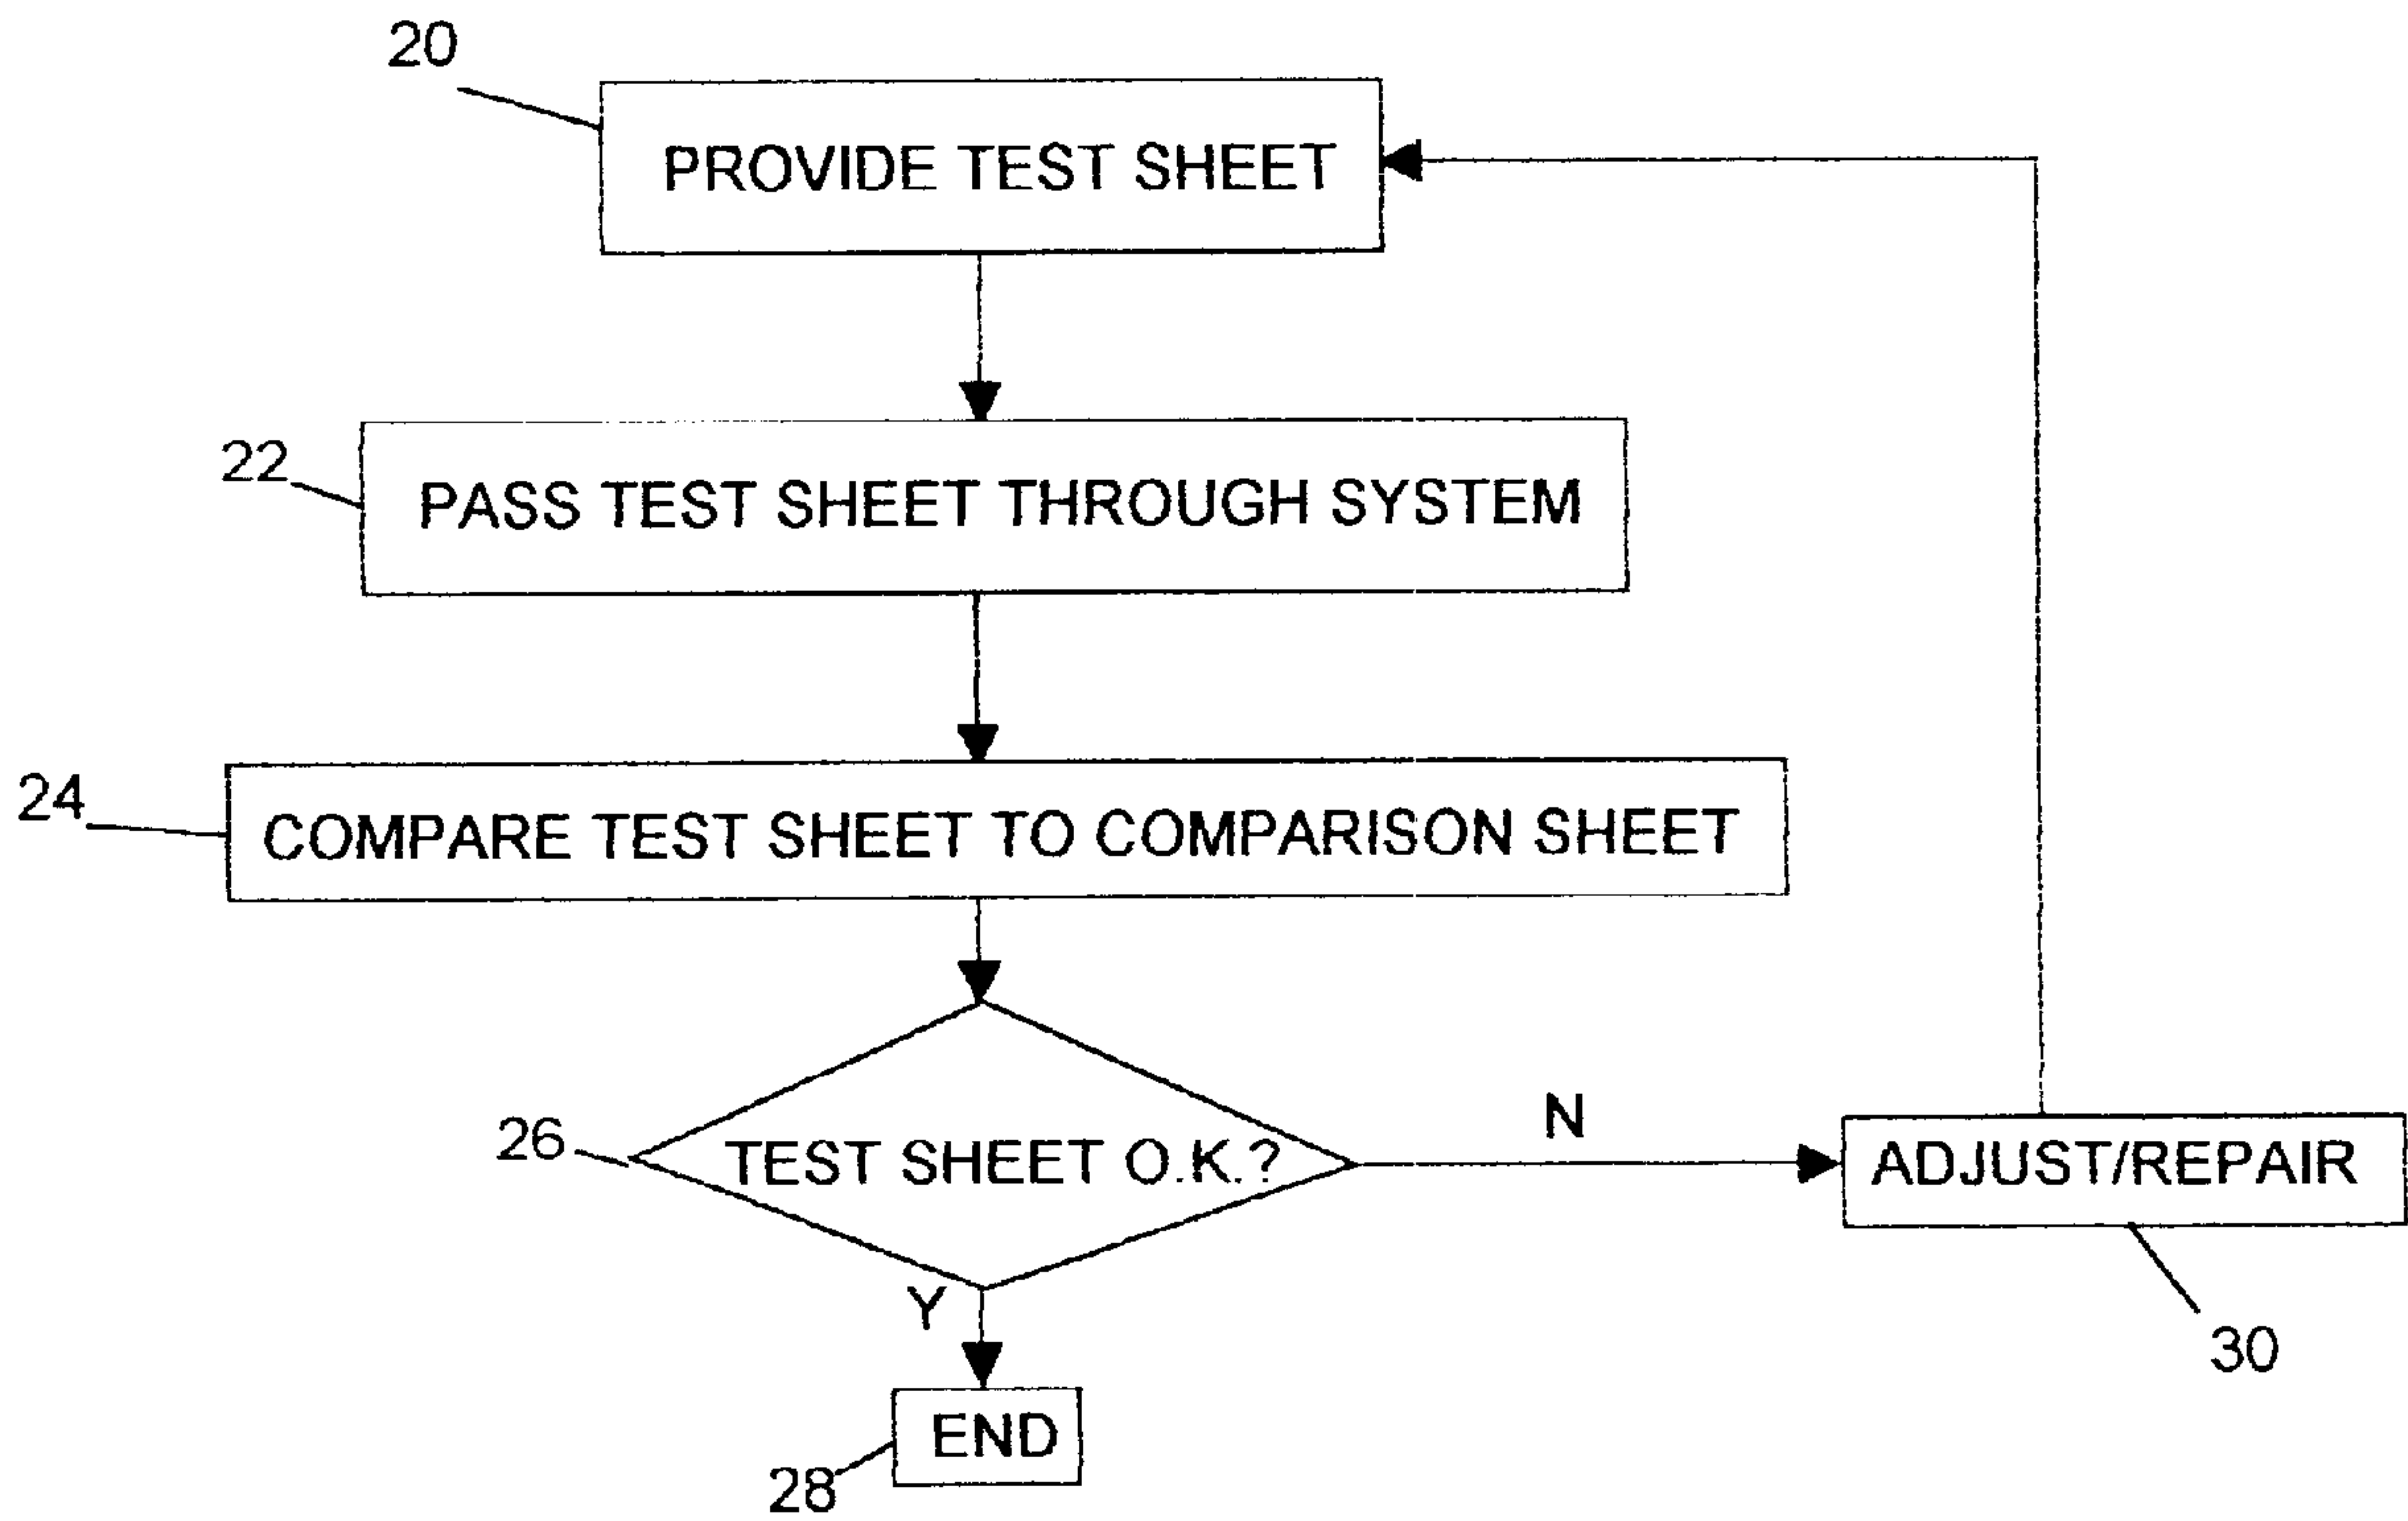 20
PROVIDE TEST SHEET
22
PASS TEST SHEET THROUGH SYSTEM
24
COMPARE TEST SHEET TO COMPARISON SHEET
26
TEST SHEET O.K.?
N
ADJUST/REPAIR
30
Y
END
28